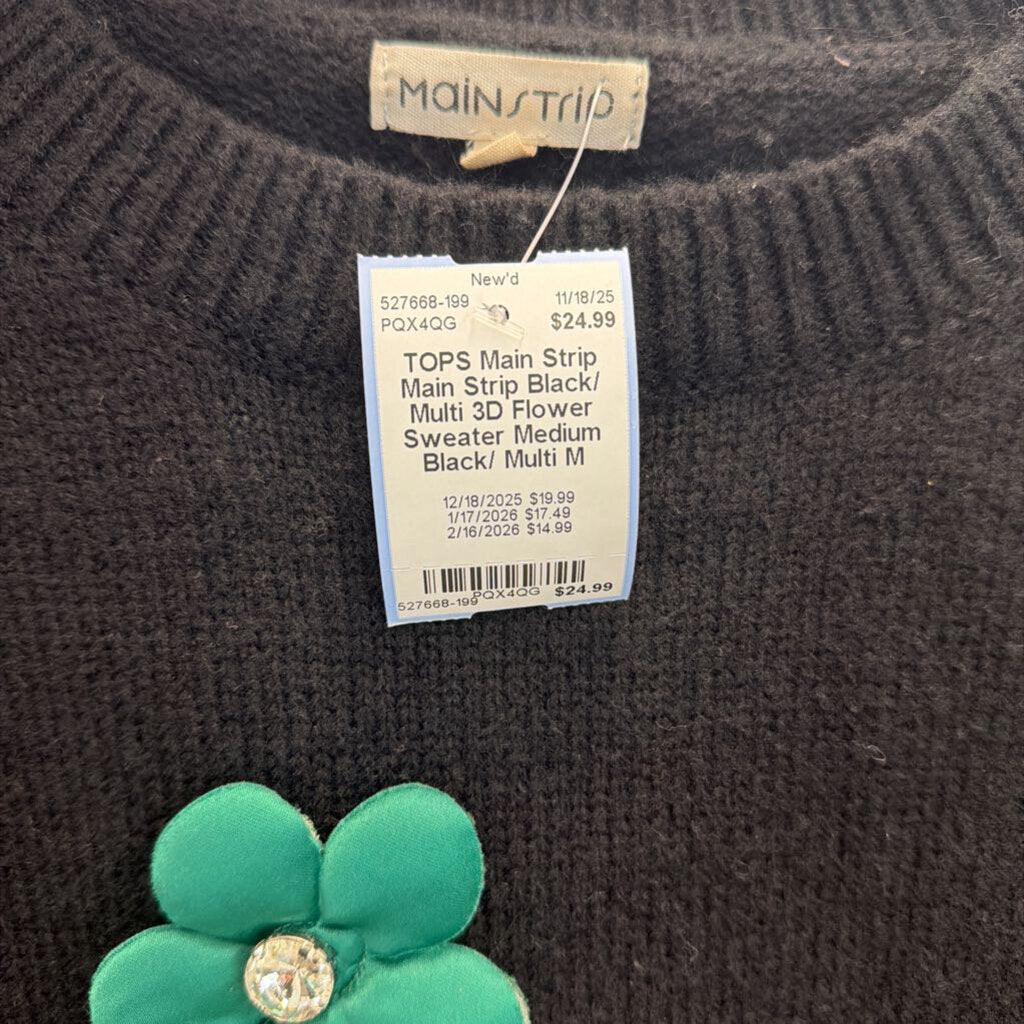 MaiNSTrip
New'd
527668-199 11/18/25
PQX4QG $24.99
TOPS Main Strip
Main Strip Black/
Multi 3D Flower
Sweater Medium
Black/ Multi M
12/18/2025 $19.99
1/17/2026 $17.49
2/16/2026 $14.99
527668-199 PQX4QG $24.99